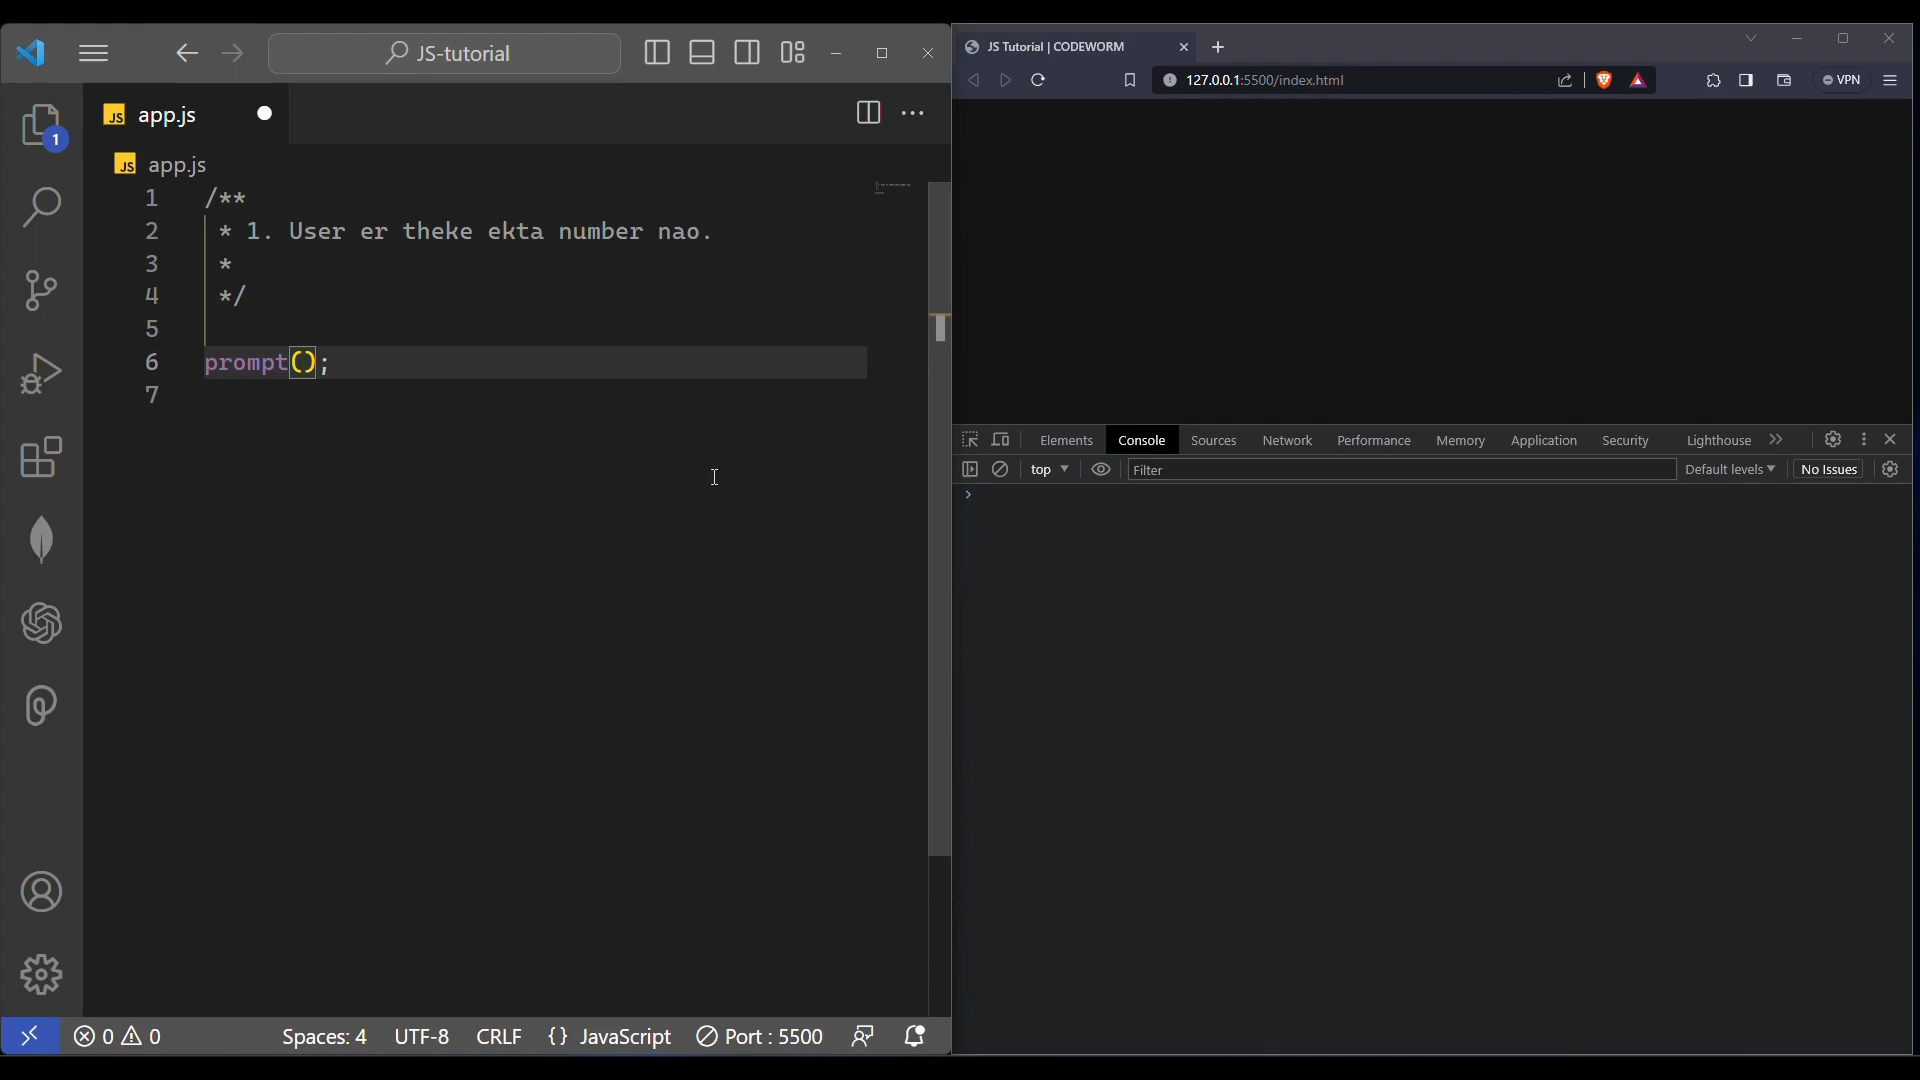 JS-tutorial
JS app.js
JS app.js
1
1 /**
2 * 1. User er theke ekta number nao.
3 *
4 */
5
6 prompt();
7
0 0 Spaces: 4 UTF-8 CRLF {} JavaScript Port : 5500
JS Tutorial | CODEWORM
127.0.0.1:5500/index.html VPN
Elements Console Sources Network Performance Memory Application Security Lighthouse
top Filter Default levels No Issues